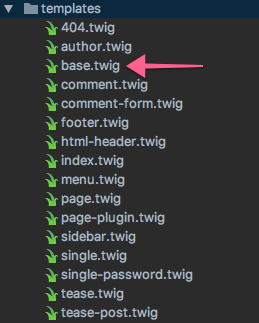 templates
404.twig
author.twig
base.twig
comment.twig
comment-form.twig
footer.twig
html-header.twig
index.twig
menu.twig
page.twig
page-plugin.twig
sidebar.twig
single.twig
single-password.twig
tease.twig
tease-post.twig